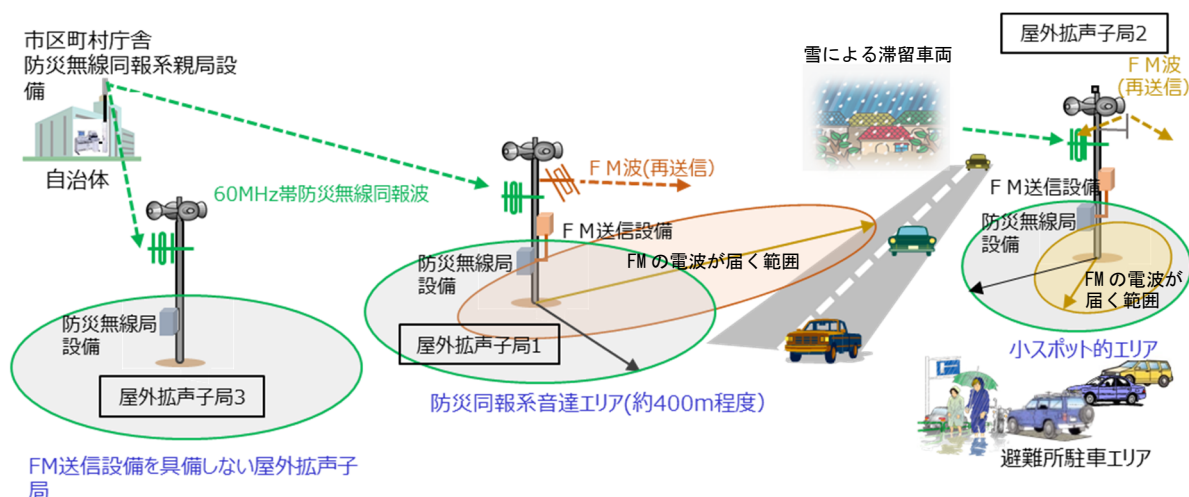 市区町村庁舎
防災無線同報系親局設
備
自治体
60MHz帯防災無線同報波
防災無線局
設備
屋外拡声子局3
FM送信設備を具備しない屋外拡声子
局
ＦＭ波(再送信)
ＦＭ送信設備
防災無線局
設備
FMの電波が届く範囲
屋外拡声子局1
防災同報系音達エリア(約400m程度)
雪による滞留車両
屋外拡声子局2
ＦＭ波
(再送信)
ＦＭ送信設備
防災無線局
設備
FMの電波が
届く範囲
小スポット的エリア
避難所駐車エリア